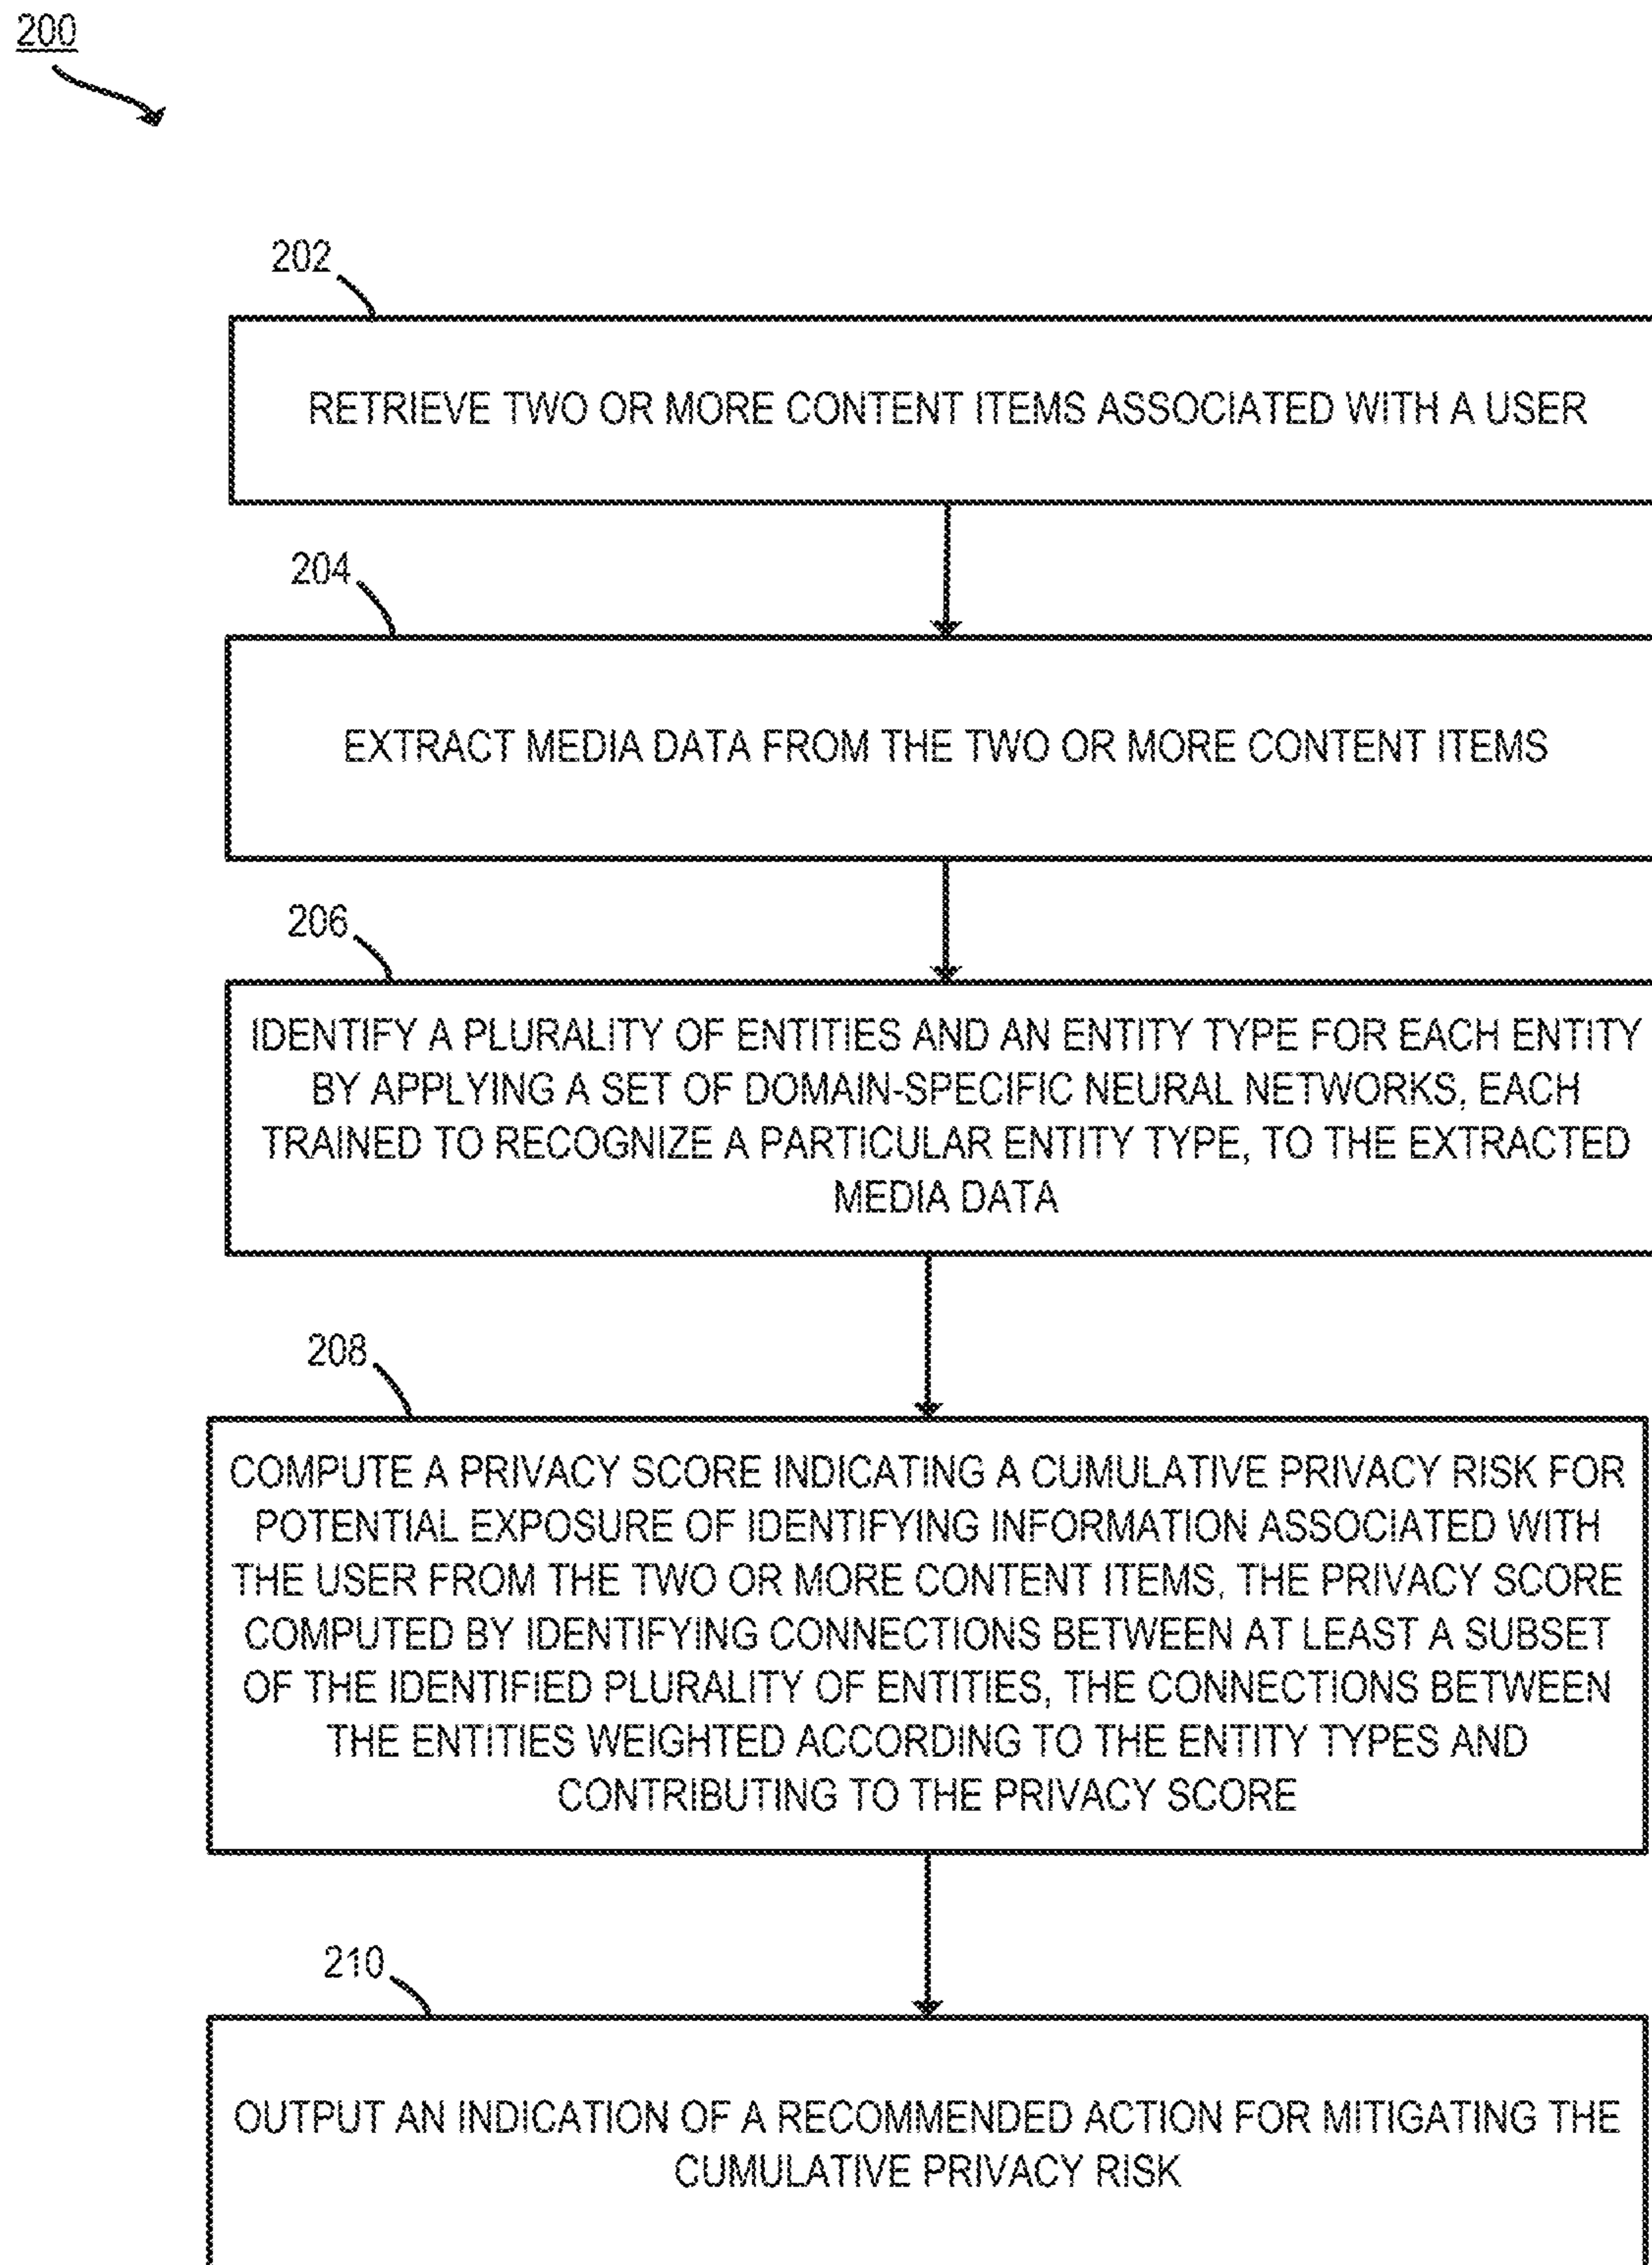 200
202
RETRIEVE TWO OR MORE CONTENT ITEMS ASSOCIATED WITH A USER
204
EXTRACT MEDIA DATA FROM THE TWO OR MORE CONTENT ITEMS
206
IDENTIFY A PLURALITY OF ENTITIES AND AN ENTITY TYPE FOR EACH ENTITY
BY APPLYING A SET OF DOMAIN-SPECIFIC NEURAL NETWORKS, EACH
TRAINED TO RECOGNIZE A PARTICULAR ENTITY TYPE, TO THE EXTRACTED
MEDIA DATA
208
COMPUTE A PRIVACY SCORE INDICATING A CUMULATIVE PRIVACY RISK FOR
POTENTIAL EXPOSURE OF IDENTIFYING INFORMATION ASSOCIATED WITH
THE USER FROM THE TWO OR MORE CONTENT ITEMS, THE PRIVACY SCORE
COMPUTED BY IDENTIFYING CONNECTIONS BETWEEN AT LEAST A SUBSET
OF THE IDENTIFIED PLURALITY OF ENTITIES, THE CONNECTIONS BETWEEN
THE ENTITIES WEIGHTED ACCORDING TO THE ENTITY TYPES AND
CONTRIBUTING TO THE PRIVACY SCORE
210
OUTPUT AN INDICATION OF A RECOMMENDED ACTION FOR MITIGATING THE
CUMULATIVE PRIVACY RISK